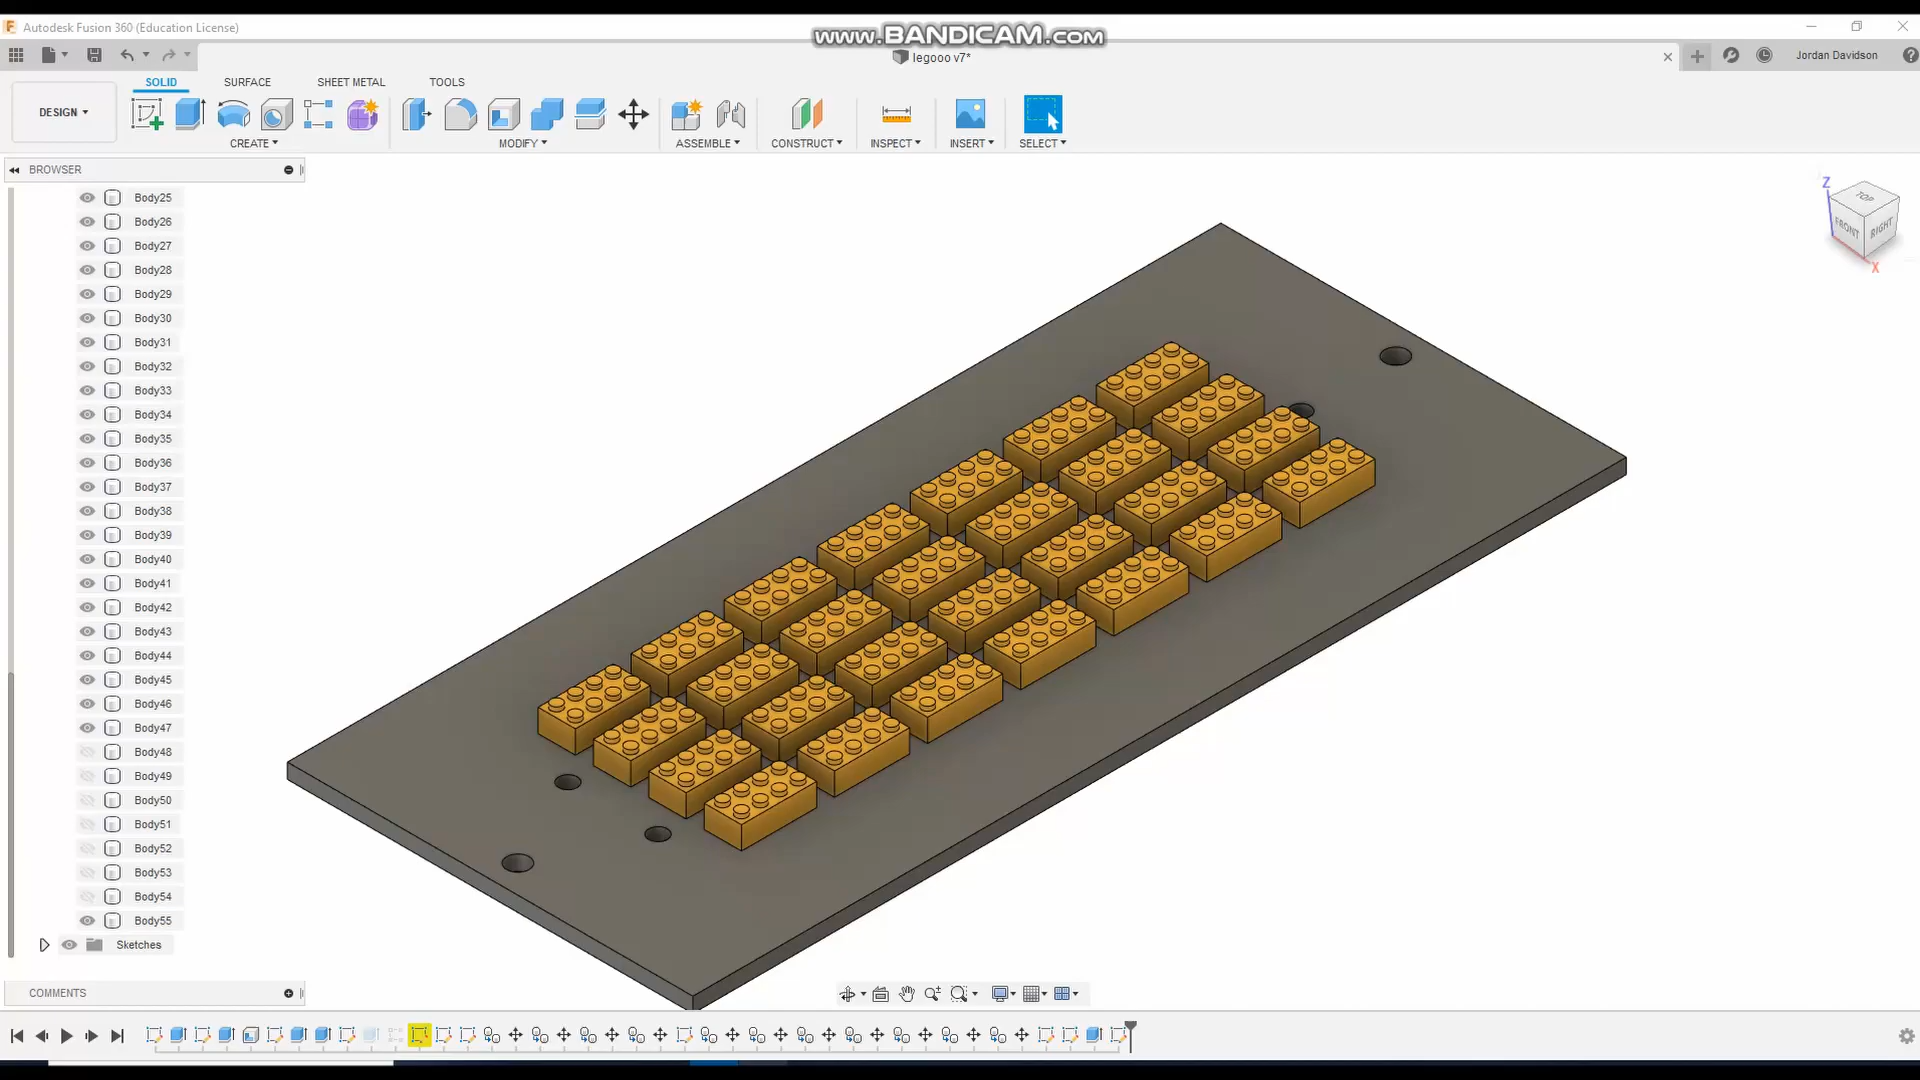 Autodesk Fusion 360 (Education License)
www.BANDICAM.com
legooo v7*
Jordan Davidson
SOLID
SURFACE
SHEET METAL
TOOLS
DESIGN
CREATE
MODIFY
ASSEMBLE
CONSTRUCT
INSPECT
INSERT
SELECT
BROWSER
Body25
Body26
Body27
Body28
Body29
Body30
Body31
Body32
Body33
Body34
Body35
Body36
Body37
Body38
Body39
Body40
Body41
Body42
Body43
Body44
Body45
Body46
Body47
Body48
Body49
Body50
Body51
Body52
Body53
Body54
Body55
Sketches
Z
TOP
FRONT
RIGHT
X
COMMENTS